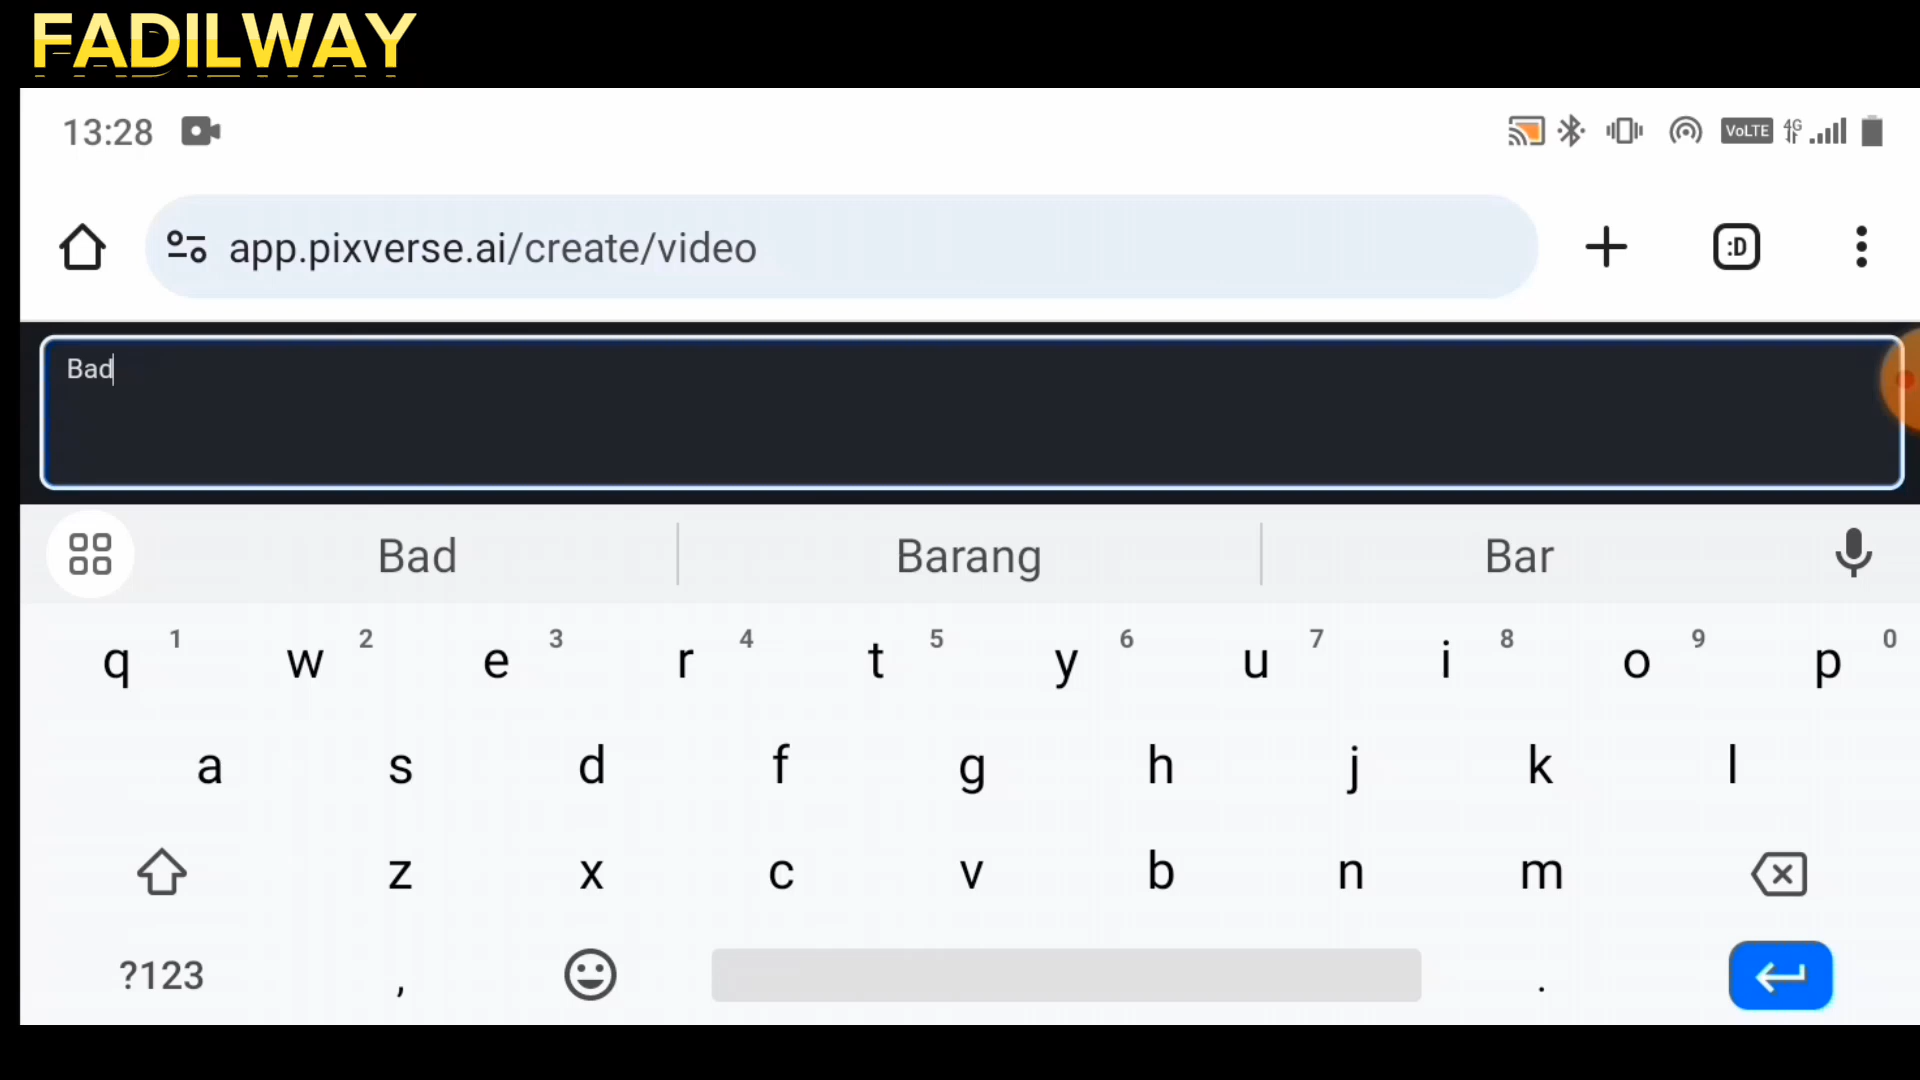 FADILWAY
13:28
VoLTE 4G
app.pixverse.ai/create/video
:D
Bad
Bad Barang Bar
q 1 w 2 e 3 r 4 t 5 y 6 u 7 i 8 o 9 p 0
a s d f g h j k l
z x c v b n m
?123 , .